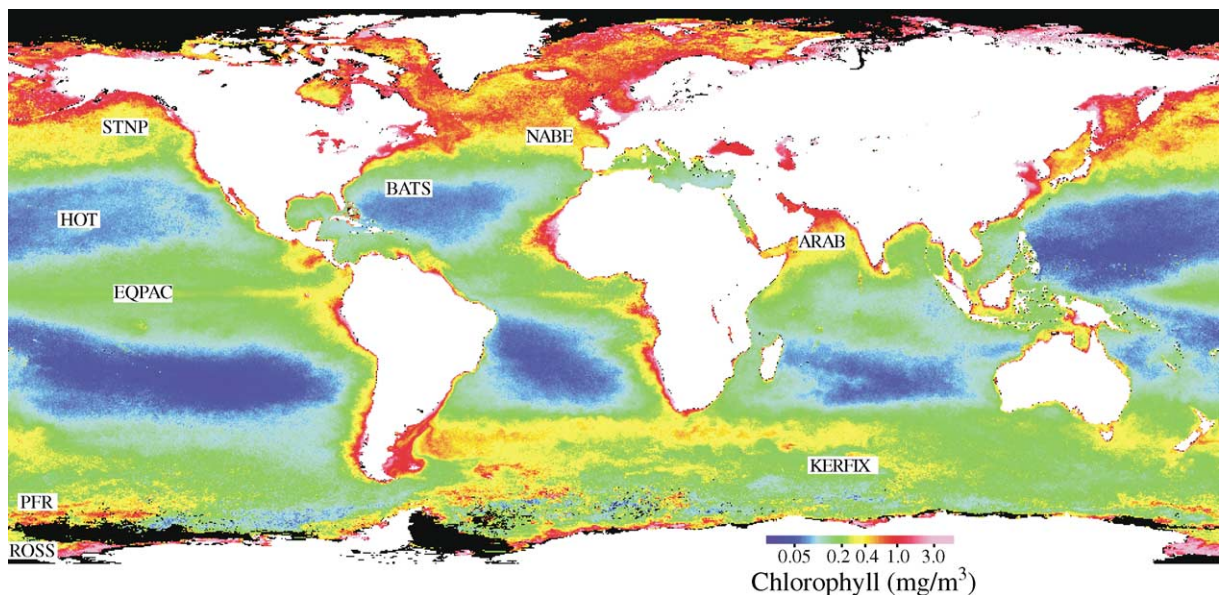 STNP
NABE
BATS
HOT
ARAB
EQPAC
KERFIX
PFR
ROSS
0.05 0.2 0.4 1.0 3.0
Chlorophyll (mg/m³)